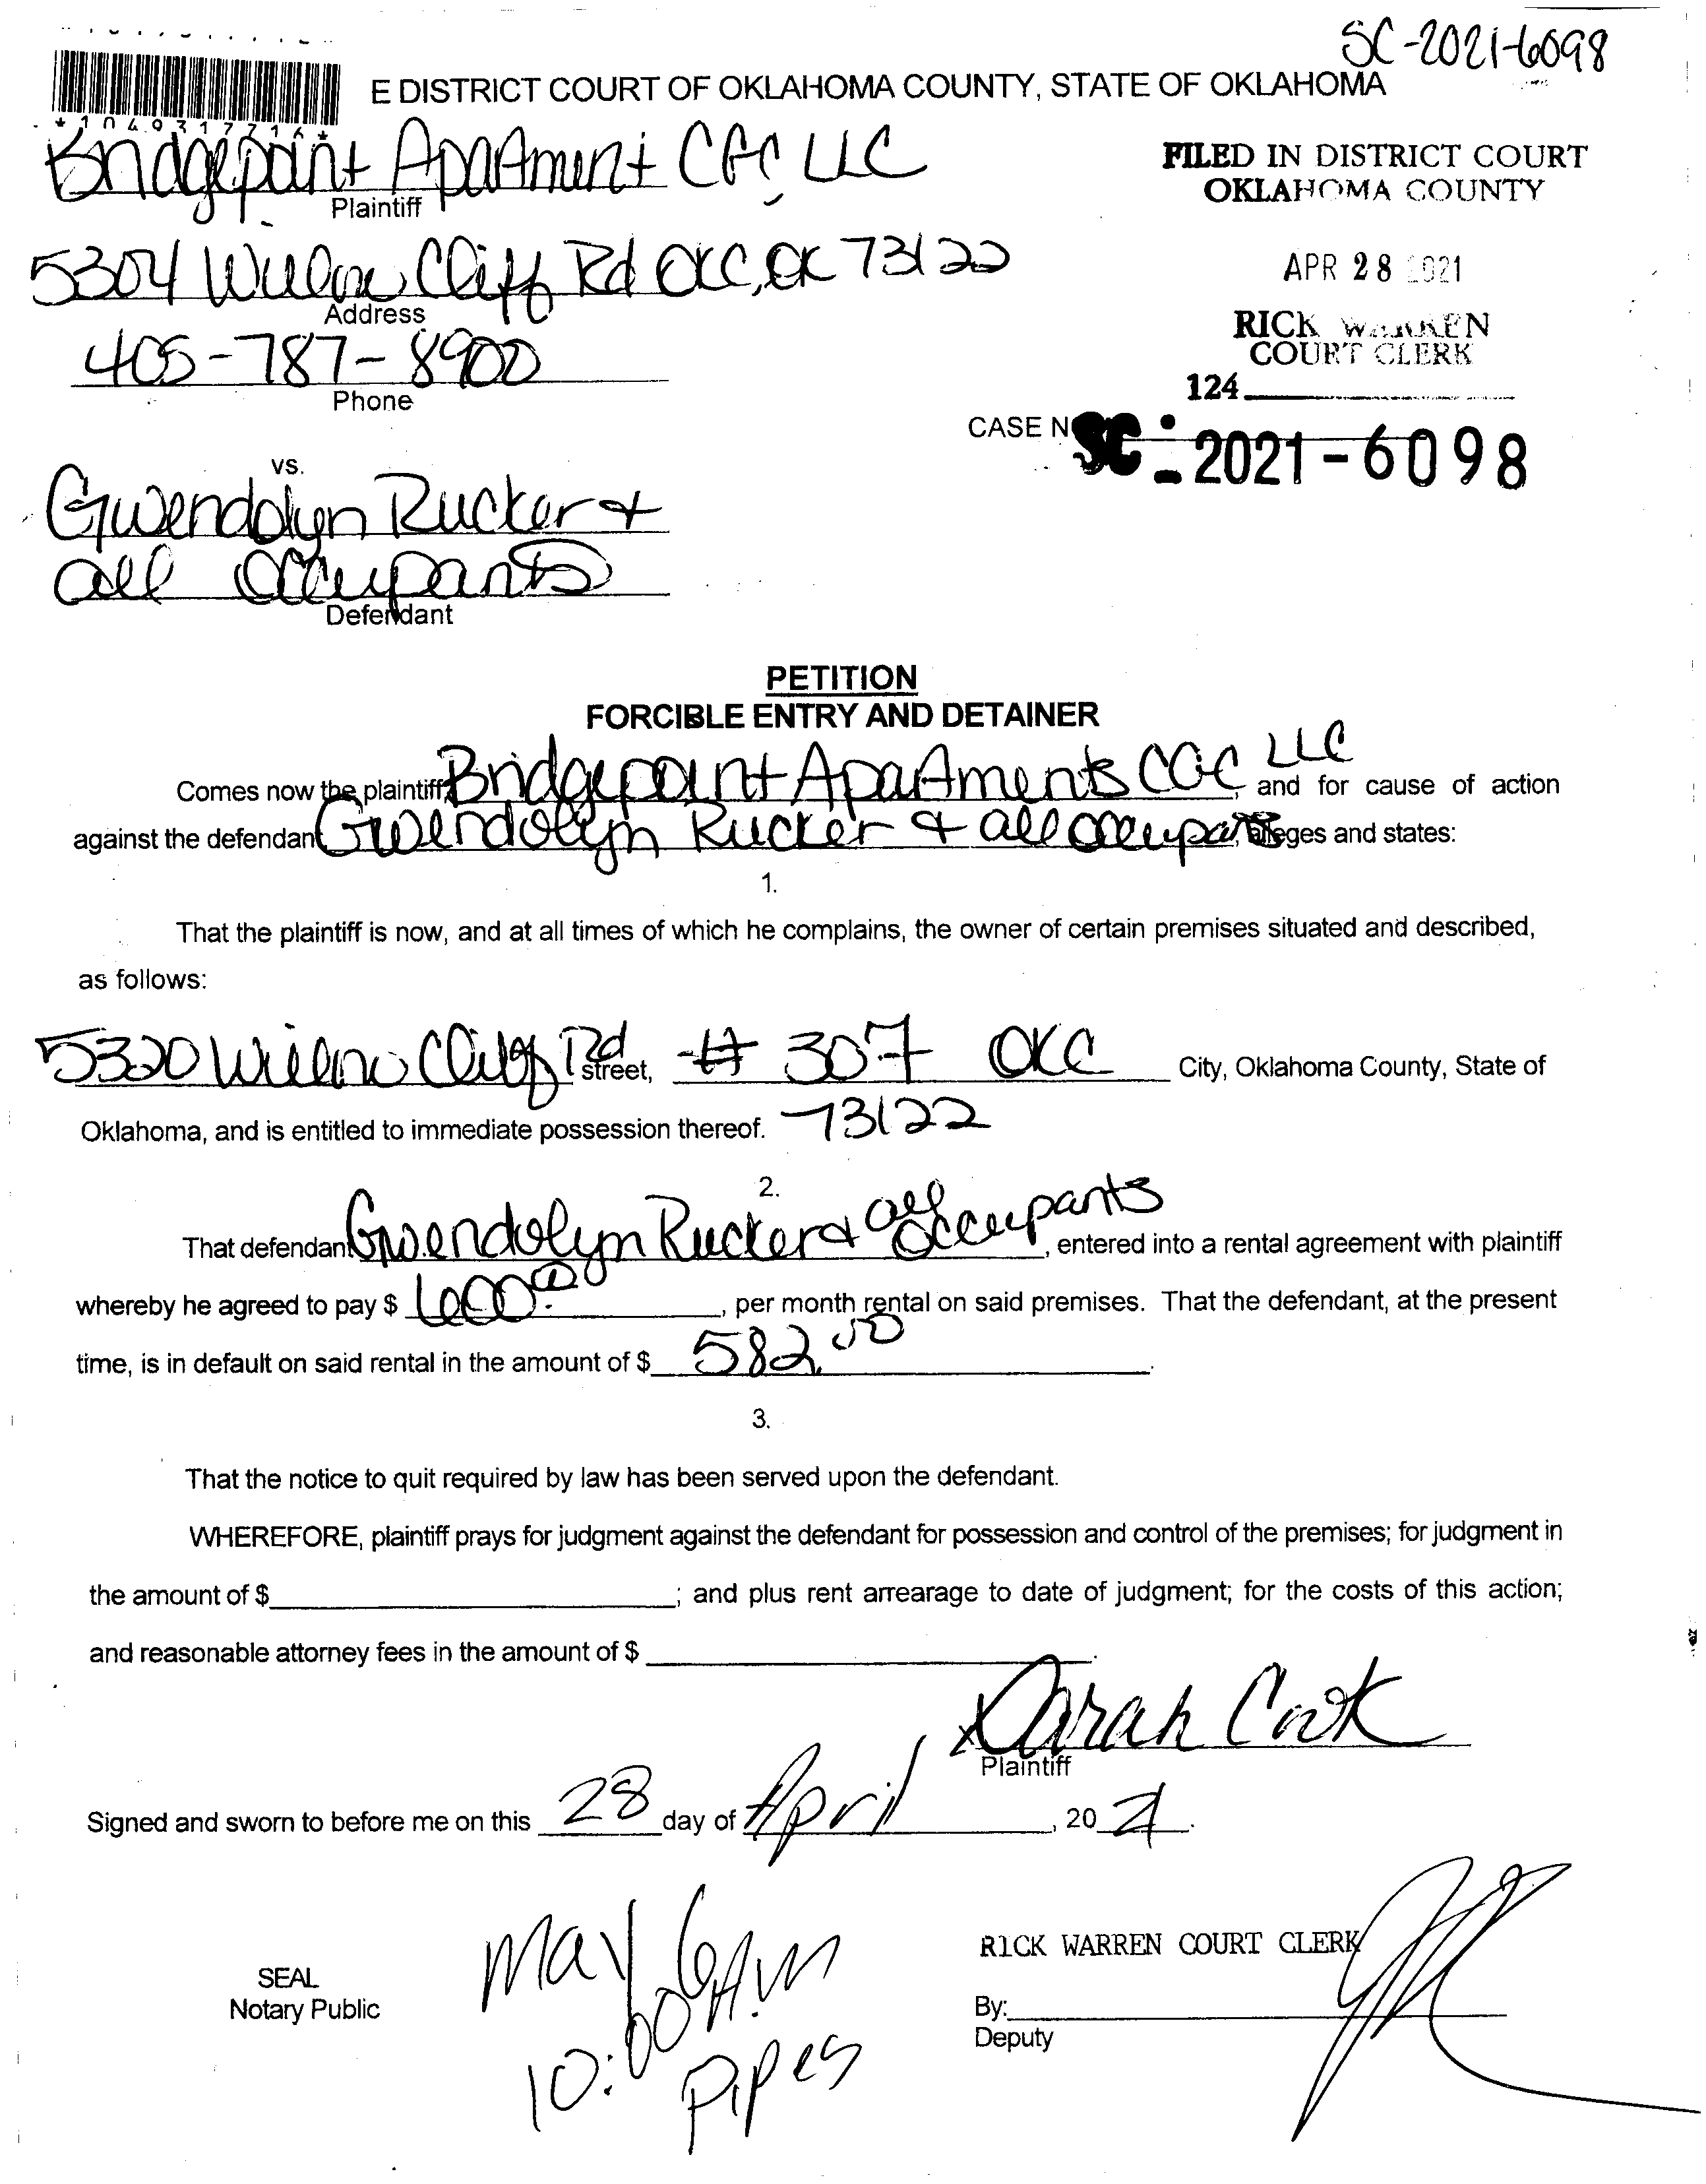 SC-2021-6098
E DISTRICT COURT OF OKLAHOMA COUNTY, STATE OF OKLAHOMA
*1049317716*
Bridgepoint Apartment CGC LLC
Plaintiff
FILED IN DISTRICT COURT
OKLAHOMA COUNTY
5304 Willow Cliff Rd OKC, OK 73122
Address
APR 28 2021
405-787-8900
Phone
RICK WARREN
COURT CLERK
124
CASE N
SC-2021-6098
vs.
Gwendolyn Rucker +
all occupants
Defendant
PETITION
FORCIBLE ENTRY AND DETAINER
Comes now the plaintiff, Bridgepoint Apartments CGC LLC, and for cause of action
against the defendant Gwendolyn Rucker + all occupants, alleges and states:
1.
That the plaintiff is now, and at all times of which he complains, the owner of certain premises situated and described,
as follows:
5320 Willow Cliff Rd street, # 307 OKC City, Oklahoma County, State of
Oklahoma, and is entitled to immediate possession thereof. 73122
2.
That defendant Gwendolyn Rucker + all occupants, entered into a rental agreement with plaintiff
whereby he agreed to pay $ 600.00, per month rental on said premises. That the defendant, at the present
time, is in default on said rental in the amount of $ 582.00.
3.
That the notice to quit required by law has been served upon the defendant.
WHEREFORE, plaintiff prays for judgment against the defendant for possession and control of the premises; for judgment in
the amount of $ ; and plus rent arrearage to date of judgment; for the costs of this action;
and reasonable attorney fees in the amount of $ .
x Sarah Cook
Plaintiff
Signed and sworn to before me on this 28 day of April, 20 21.
May 6
10:00 A.m
Pipes
SEAL
Notary Public
RICK WARREN COURT CLERK
By:
Deputy